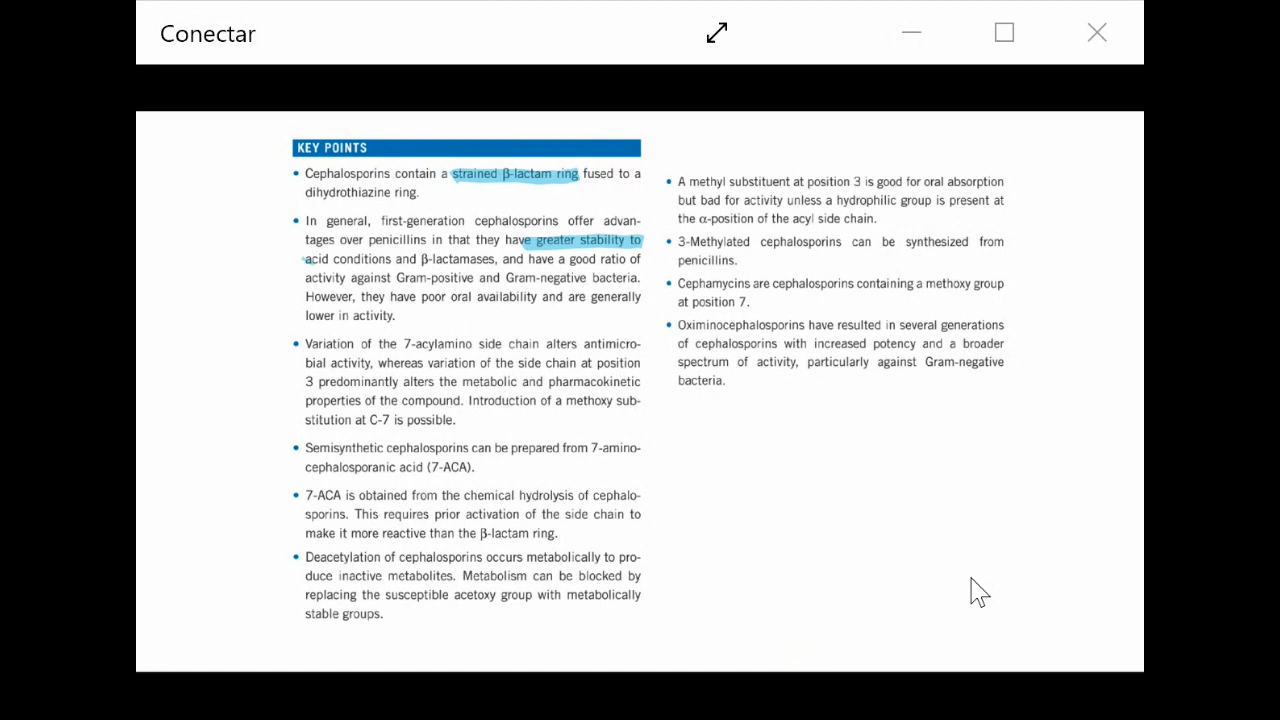 Conectar
KEY POINTS
• Cephalosporins contain a strained β-lactam ring fused to a
dihydrothiazine ring.
• In general, first-generation cephalosporins offer advan-
tages over penicillins in that they have greater stability to
acid conditions and β-lactamases, and have a good ratio of
activity against Gram-positive and Gram-negative bacteria.
However, they have poor oral availability and are generally
lower in activity.
• Variation of the 7-acylamino side chain alters antimicro-
bial activity, whereas variation of the side chain at position
3 predominantly alters the metabolic and pharmacokinetic
properties of the compound. Introduction of a methoxy sub-
stitution at C-7 is possible.
• Semisynthetic cephalosporins can be prepared from 7-amino-
cephalosporanic acid (7-ACA).
• 7-ACA is obtained from the chemical hydrolysis of cephalo-
sporins. This requires prior activation of the side chain to
make it more reactive than the β-lactam ring.
• Deacetylation of cephalosporins occurs metabolically to pro-
duce inactive metabolites. Metabolism can be blocked by
replacing the susceptible acetoxy group with metabolically
stable groups.
• A methyl substituent at position 3 is good for oral absorption
but bad for activity unless a hydrophilic group is present at
the α-position of the acyl side chain.
• 3-Methylated cephalosporins can be synthesized from
penicillins.
• Cephamycins are cephalosporins containing a methoxy group
at position 7.
• Oximinocephalosporins have resulted in several generations
of cephalosporins with increased potency and a broader
spectrum of activity, particularly against Gram-negative
bacteria.